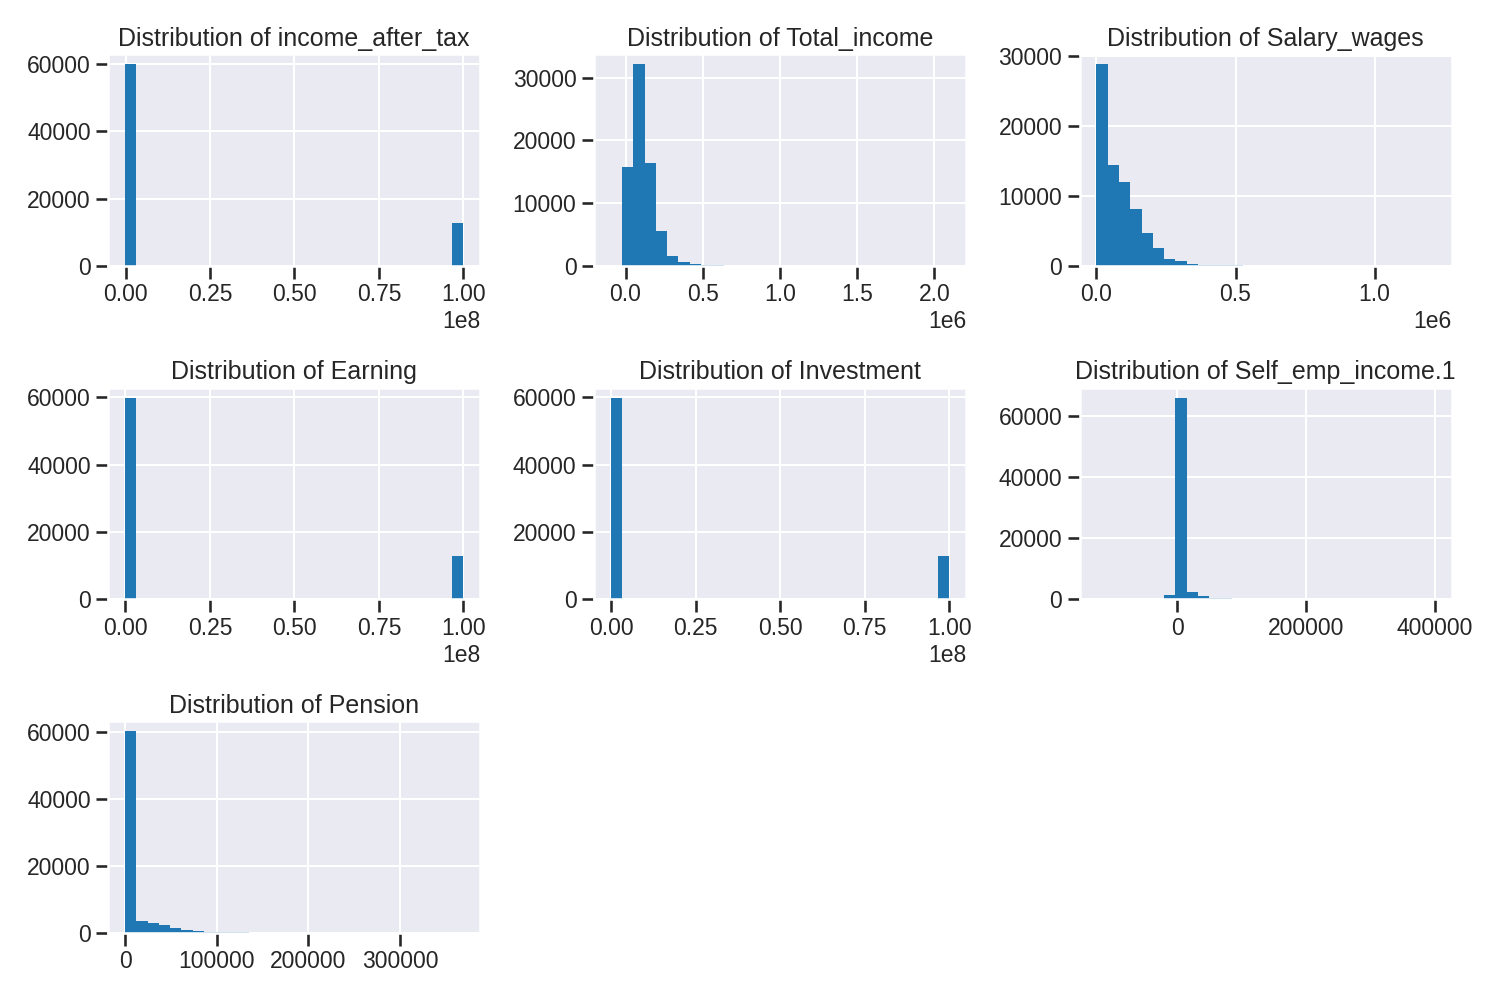 Distribution of income_after_tax
60000
40000
20000
0
0.00 0.25 0.50 0.75 1.00
1e8
Distribution of Total_income
30000
20000
10000
0
0.0 0.5 1.0 1.5 2.0
1e6
Distribution of Salary_wages
30000
20000
10000
0
0.0 0.5 1.0
1e6
Distribution of Earning
60000
40000
20000
0
0.00 0.25 0.50 0.75 1.00
1e8
Distribution of Investment
60000
40000
20000
0
0.00 0.25 0.50 0.75 1.00
1e8
Distribution of Self_emp_income.1
60000
40000
20000
0
0 200000 400000
Distribution of Pension
60000
40000
20000
0
0 100000 200000 300000